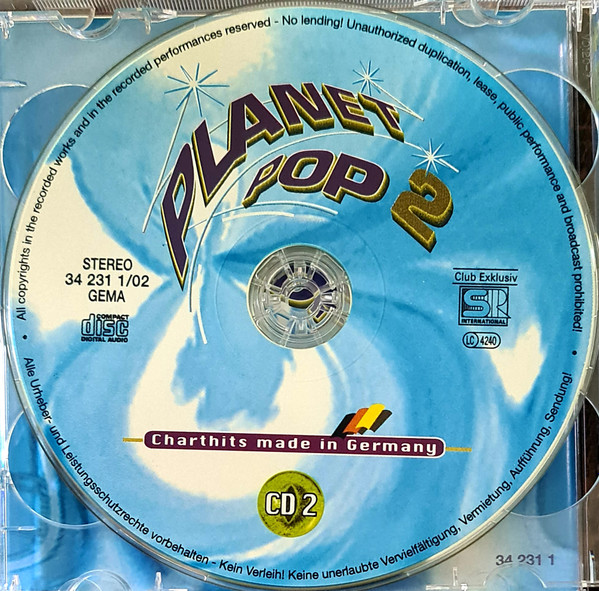 All copyrights in the recorded works and in the recorded performances reserved - No lending! Unauthorized duplication, lease, public performance and broadcast prohibited!
PLANET
POP 2
STEREO
34 231 1/02
GEMA
COMPACT
disc
DIGITAL AUDIO
Club Exklusiv
SR
INTERNATIONAL
LC 4240
Charthits made in Germany
CD 2
Alle Urheber- und Leistungsschutzrechte vorbehalten - Kein Verleih! Keine unerlaubte Vervielfältigung, Vermietung, Aufführung, Sendung!
34 231 1